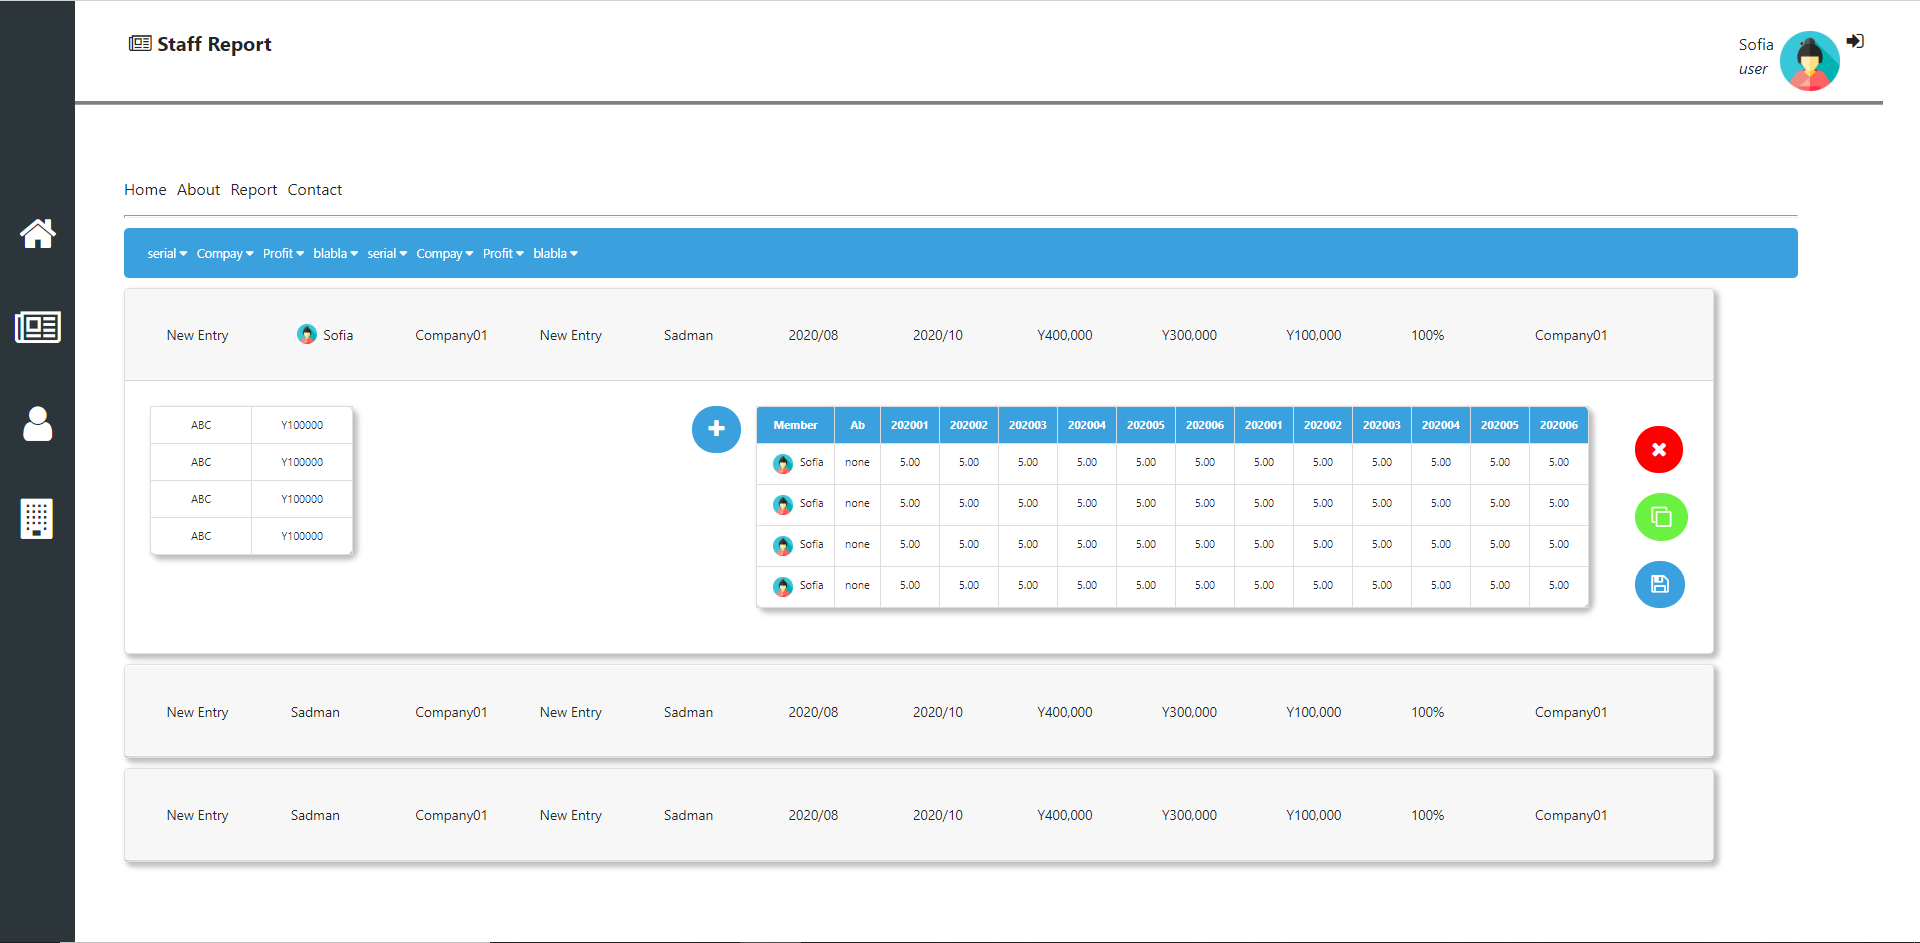 Staff Report
Sofia
user
Home About Report Contact
serial Compay Profit blabla serial Compay Profit blabla
New Entry Sofia Company01 New Entry Sadman 2020/08 2020/10 Y400,000 Y300,000 Y100,000 100% Company01
ABC Y100000
ABC Y100000
ABC Y100000
ABC Y100000
Member Ab 202001 202002 202003 202004 202005 202006 202001 202002 202003 202004 202005 202006
Sofia none 5.00 5.00 5.00 5.00 5.00 5.00 5.00 5.00 5.00 5.00 5.00 5.00
Sofia none 5.00 5.00 5.00 5.00 5.00 5.00 5.00 5.00 5.00 5.00 5.00 5.00
Sofia none 5.00 5.00 5.00 5.00 5.00 5.00 5.00 5.00 5.00 5.00 5.00 5.00
Sofia none 5.00 5.00 5.00 5.00 5.00 5.00 5.00 5.00 5.00 5.00 5.00 5.00
New Entry Sadman Company01 New Entry Sadman 2020/08 2020/10 Y400,000 Y300,000 Y100,000 100% Company01
New Entry Sadman Company01 New Entry Sadman 2020/08 2020/10 Y400,000 Y300,000 Y100,000 100% Company01